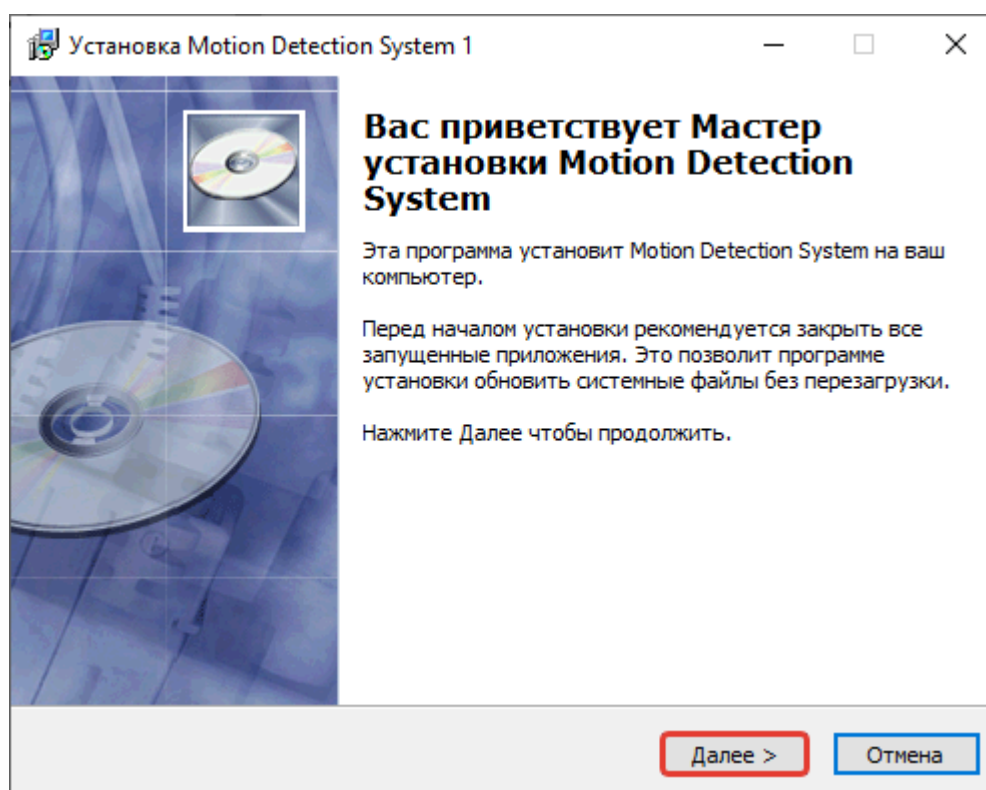 Установка Motion Detection System 1
Вас приветствует Мастер
установки Motion Detection
System
Эта программа установит Motion Detection System на ваш
компьютер.
Перед началом установки рекомендуется закрыть все
запущенные приложения. Это позволит программе
установки обновить системные файлы без перезагрузки.
Нажмите Далее чтобы продолжить.
Далее >
Отмена